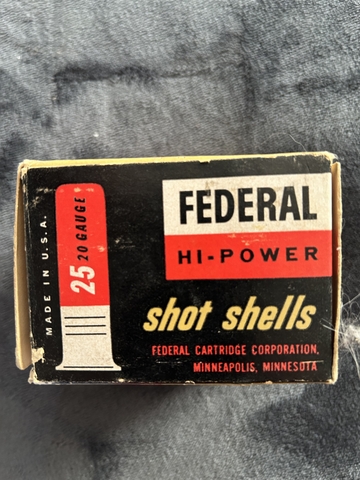 MADE IN U.S.A.
25 20 GAUGE
FEDERAL
HI-POWER
shot shells
FEDERAL CARTRIDGE CORPORATION,
MINNEAPOLIS, MINNESOTA